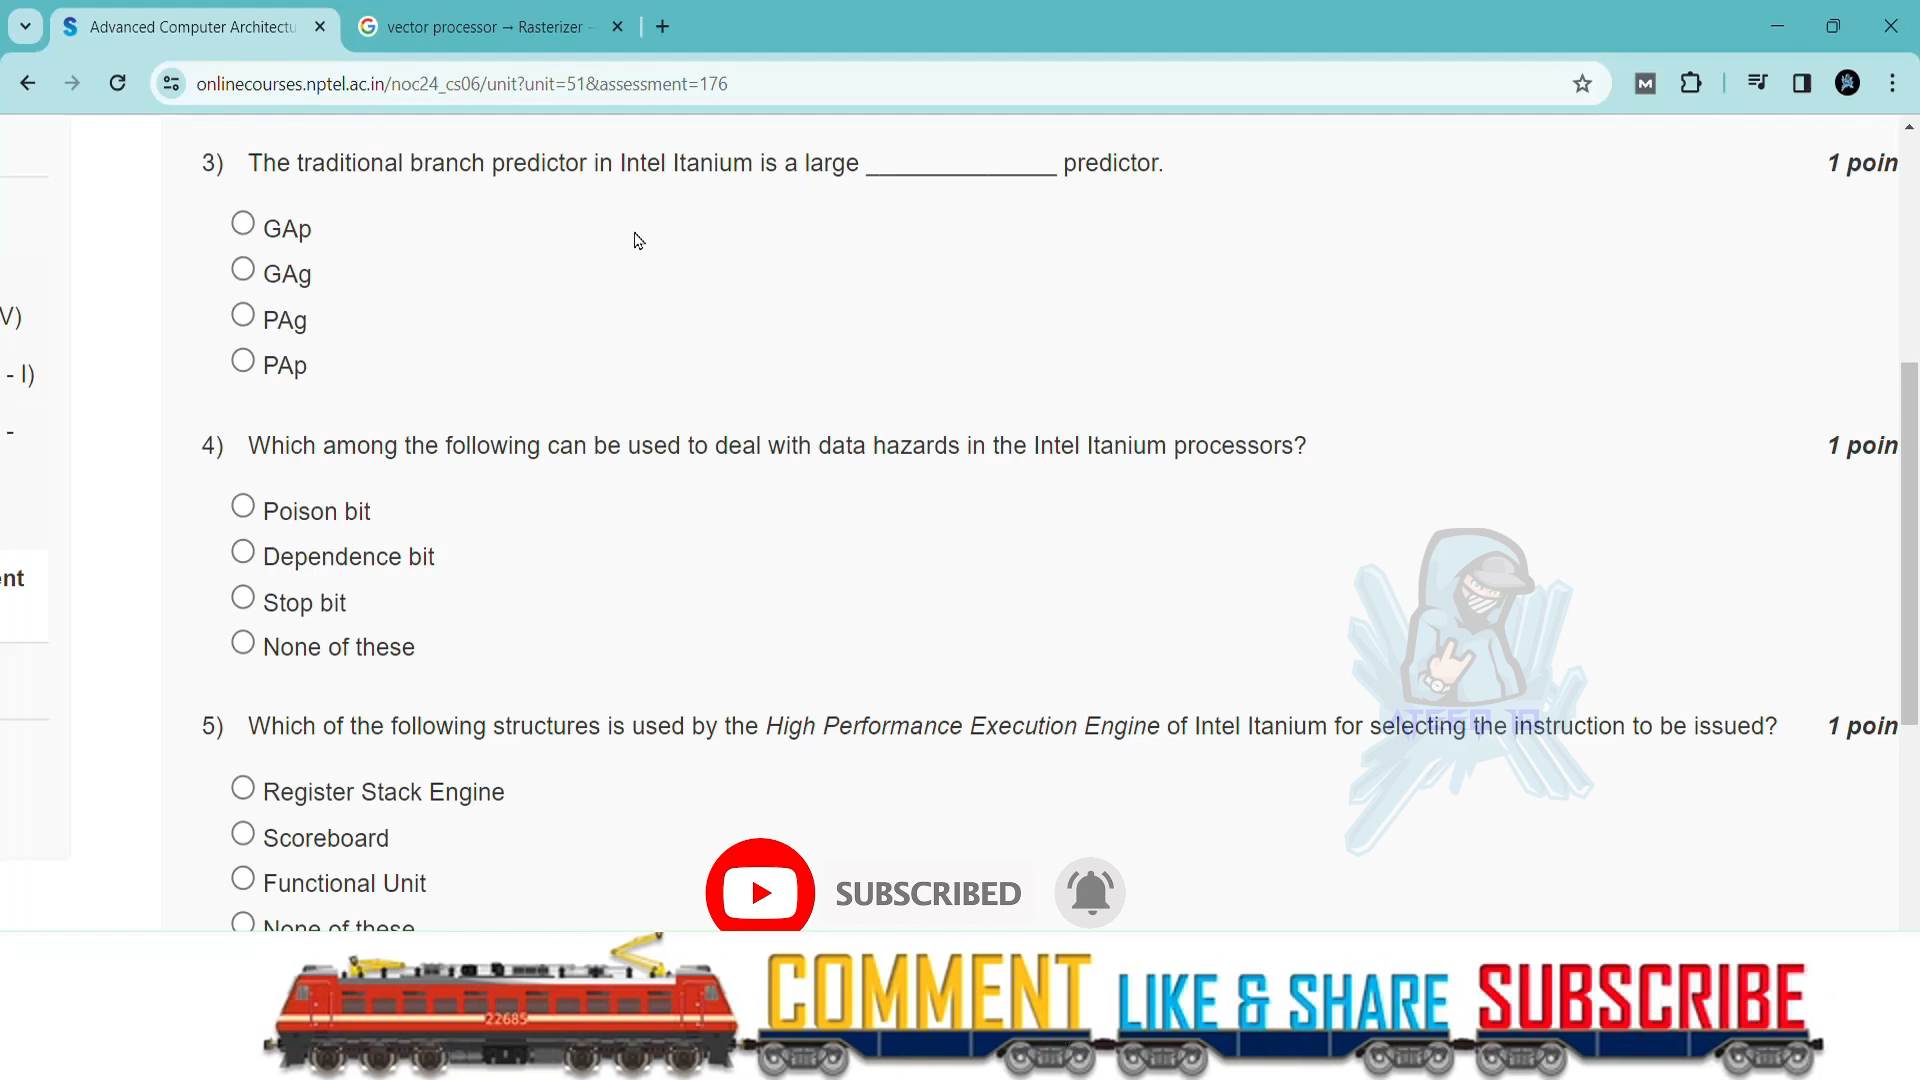 Advanced Computer Architectu
vector processor → Rasterizer -
onlinecourses.nptel.ac.in/noc24_cs06/unit?unit=51&assessment=176
3) The traditional branch predictor in Intel Itanium is a large ______________ predictor. 1 poin
GAp
GAg
PAg
PAp
V)
- I)
-
ent
4) Which among the following can be used to deal with data hazards in the Intel Itanium processors? 1 poin
Poison bit
Dependence bit
Stop bit
None of these
5) Which of the following structures is used by the High Performance Execution Engine of Intel Itanium for selecting the instruction to be issued? 1 poin
Register Stack Engine
Scoreboard
Functional Unit
None of these
SUBSCRIBED
22685
COMMENT LIKE & SHARE SUBSCRIBE